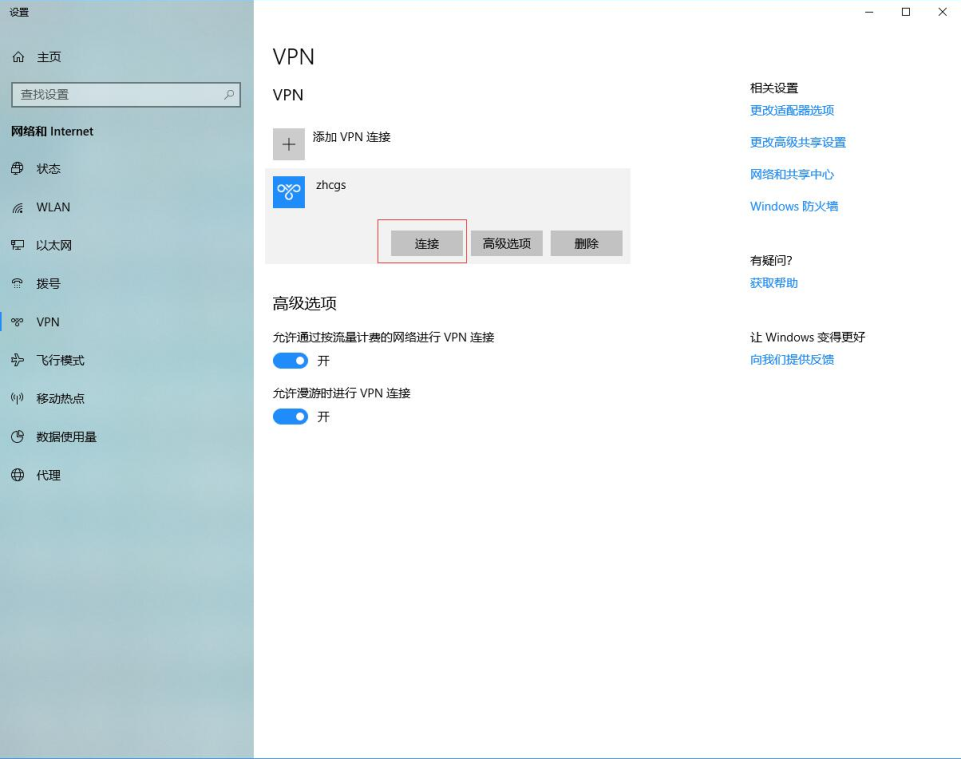 设置
主页
查找设置
网络和 Internet
状态
WLAN
以太网
拨号
VPN
飞行模式
移动热点
数据使用量
代理
VPN
VPN
添加 VPN 连接
zhcgs
连接 高级选项 删除
高级选项
允许通过按流量计费的网络进行 VPN 连接
开
允许漫游时进行 VPN 连接
开
相关设置
更改适配器选项
更改高级共享设置
网络和共享中心
Windows 防火墙
有疑问?
获取帮助
让 Windows 变得更好
向我们提供反馈